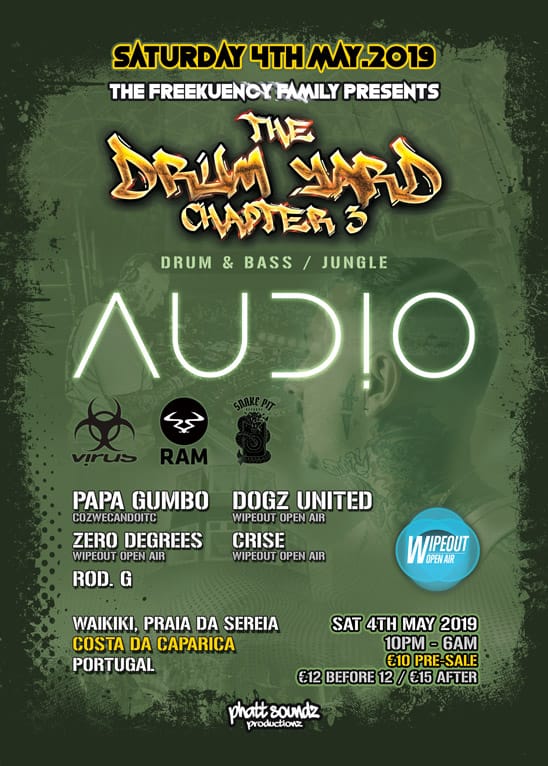 SATURDAY 4TH MAY.2019
THE FREEKUENCY FAMILY PRESENTS
THE
DRUM YARD
CHAPTER 3
DRUM & BASS / JUNGLE
AUDIO
SNAKE PIT
RECORDS
virus
RAM
PAPA GUMBO
COZWECANDOITC
DOGZ UNITED
WIPEOUT OPEN AIR
ZERO DEGREES
WIPEOUT OPEN AIR
CRISE
WIPEOUT OPEN AIR
ROD. G
WIPEOUT
OPEN AIR
WAIKIKI, PRAIA DA SEREIA
COSTA DA CAPARICA
PORTUGAL
SAT 4TH MAY 2019
10PM - 6AM
€10 PRE-SALE
€12 BEFORE 12 / €15 AFTER
phatt soundz
productionz